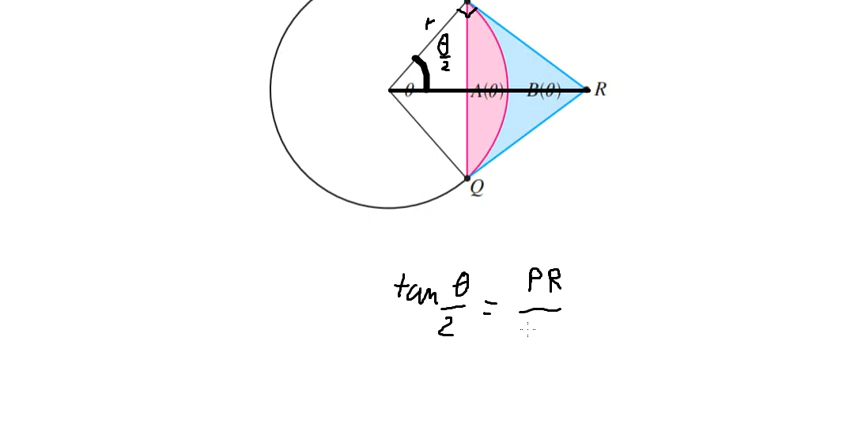 r
θ/2
θ A(θ) B(θ) R
Q
tan θ/2 = PR